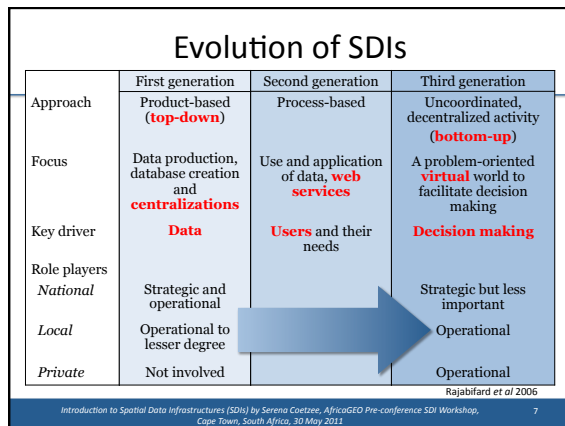 Evolution of SDIs
First generation Second generation Third generation
Approach Product-based Process-based Uncoordinated,
(top-down) decentralized activity
(bottom-up)
Focus Data production, Use and application A problem-oriented
database creation of data, web virtual world to
and services facilitate decision
centralizations making
Key driver Data Users and their Decision making
needs
Role players
National Strategic and Strategic but less
operational important
Local Operational to Operational
lesser degree
Private Not involved Operational
Rajabifard et al 2006
Introduction to Spatial Data Infrastructures (SDIs) by Serena Coetzee, AfricaGEO Pre-conference SDI Workshop, 7
Cape Town, South Africa, 30 May 2011